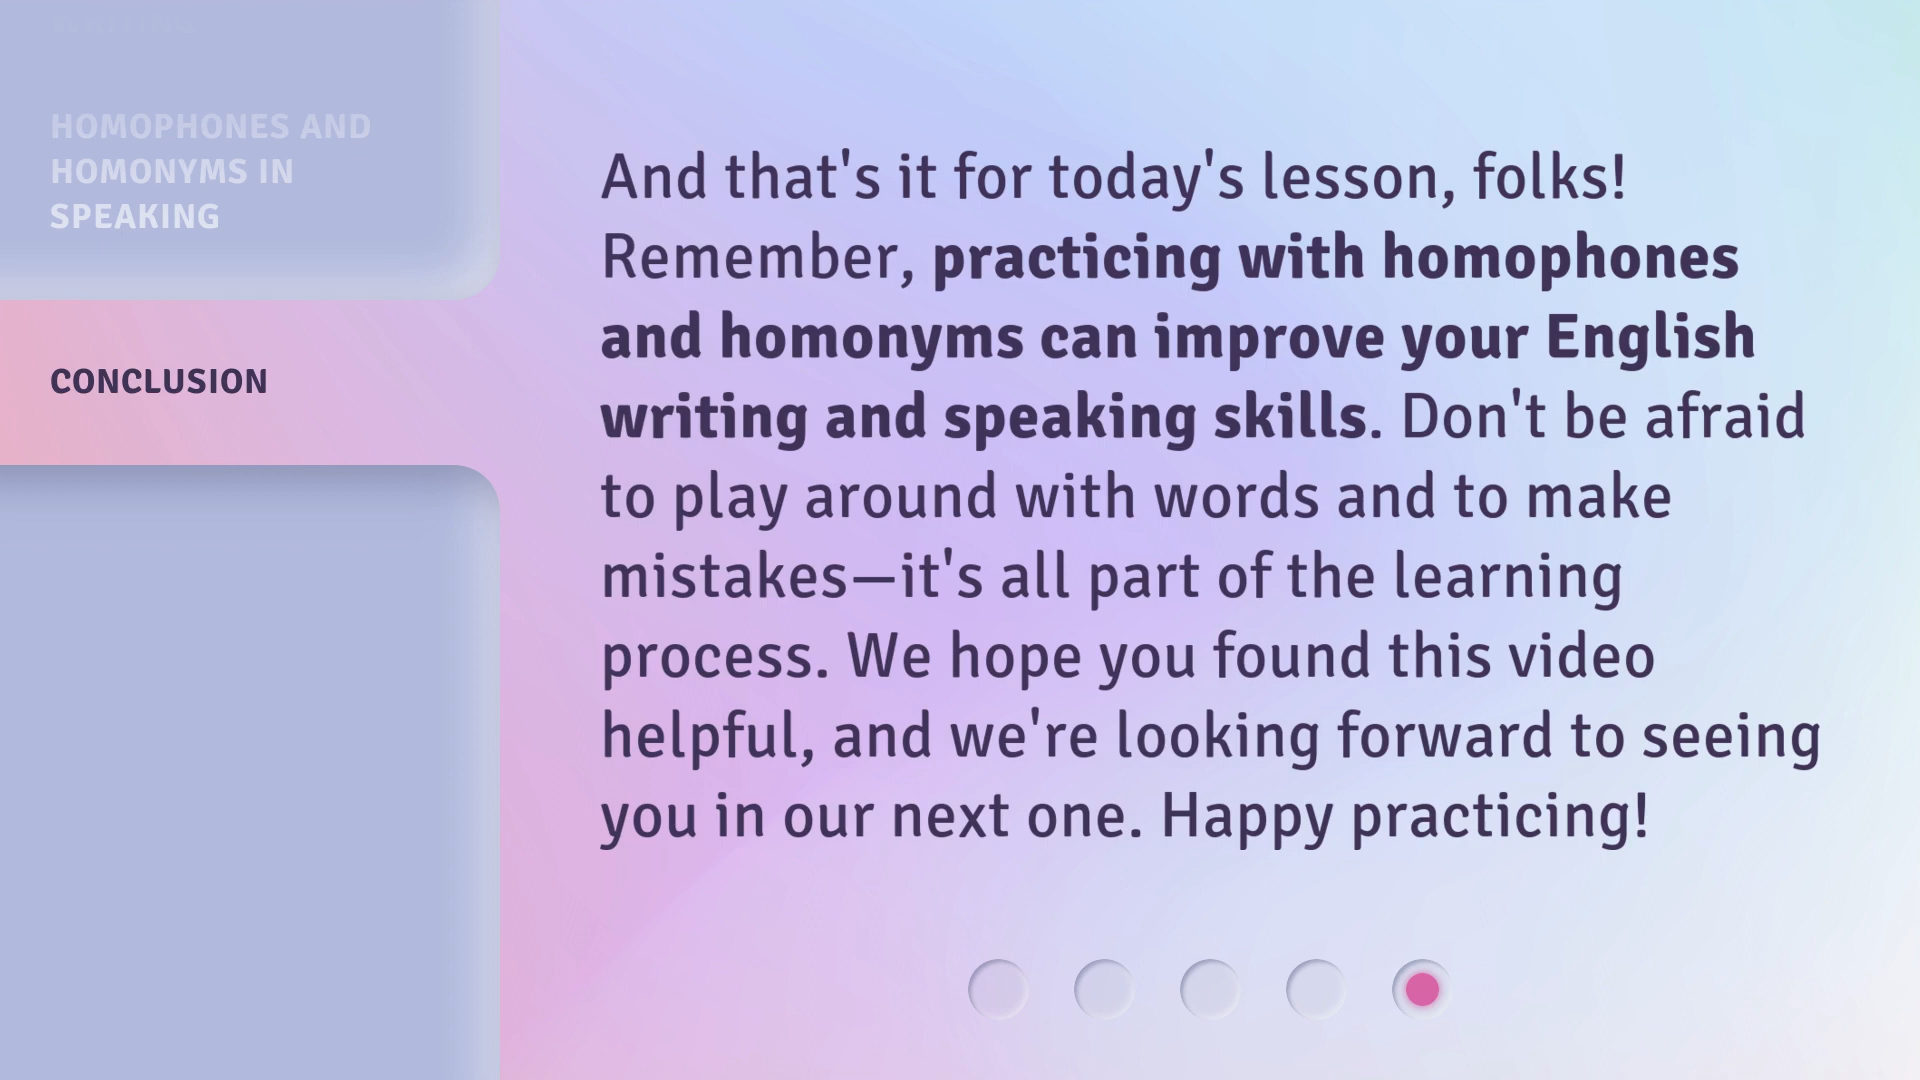 HOMOPHONES AND
HOMONYMS IN
SPEAKING
CONCLUSION
And that's it for today's lesson, folks!
Remember, practicing with homophones
and homonyms can improve your English
writing and speaking skills. Don't be afraid
to play around with words and to make
mistakes—it's all part of the learning
process. We hope you found this video
helpful, and we're looking forward to seeing
you in our next one. Happy practicing!